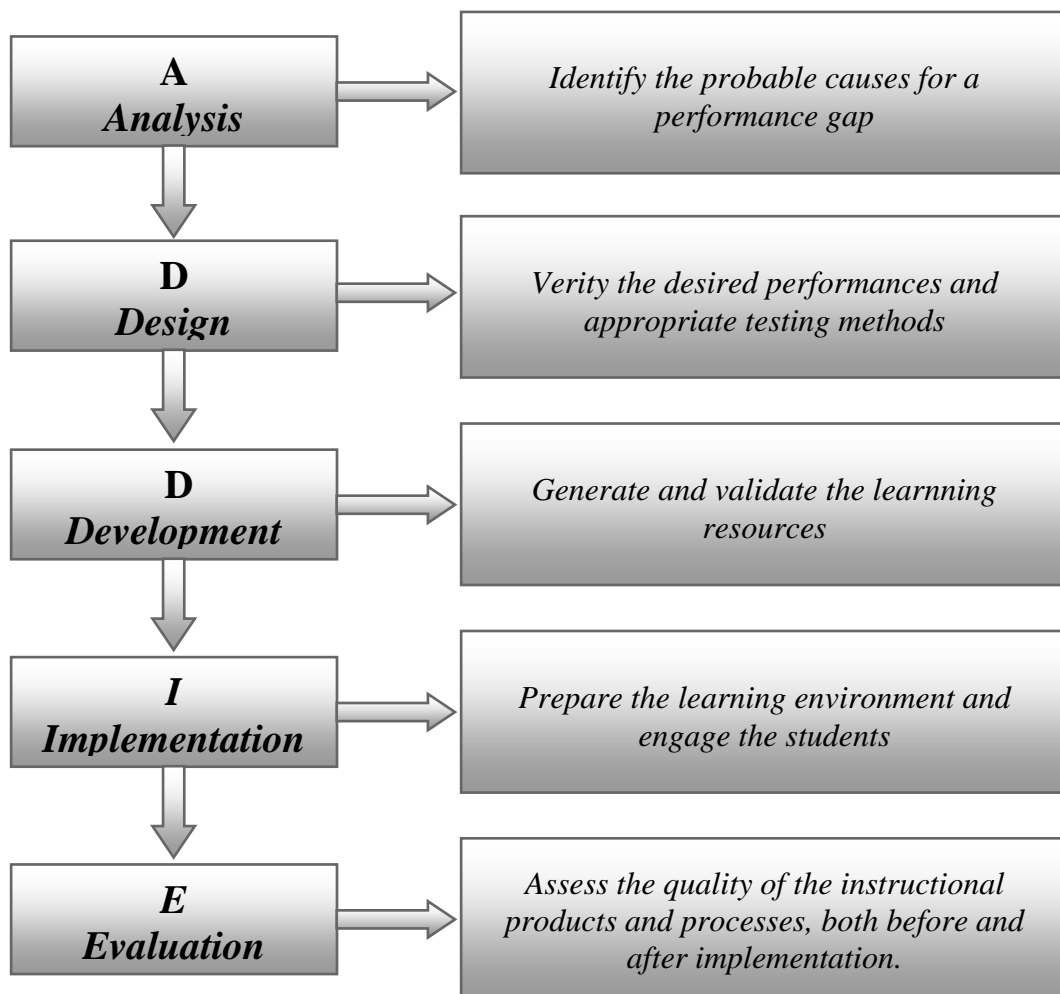 A
Analysis
Identify the probable causes for a
performance gap
D
Design
Verity the desired performances and
appropriate testing methods
D
Development
Generate and validate the learnning
resources
I
Implementation
Prepare the learning environment and
engage the students
E
Evaluation
Assess the quality of the instructional
products and processes, both before and
after implementation.